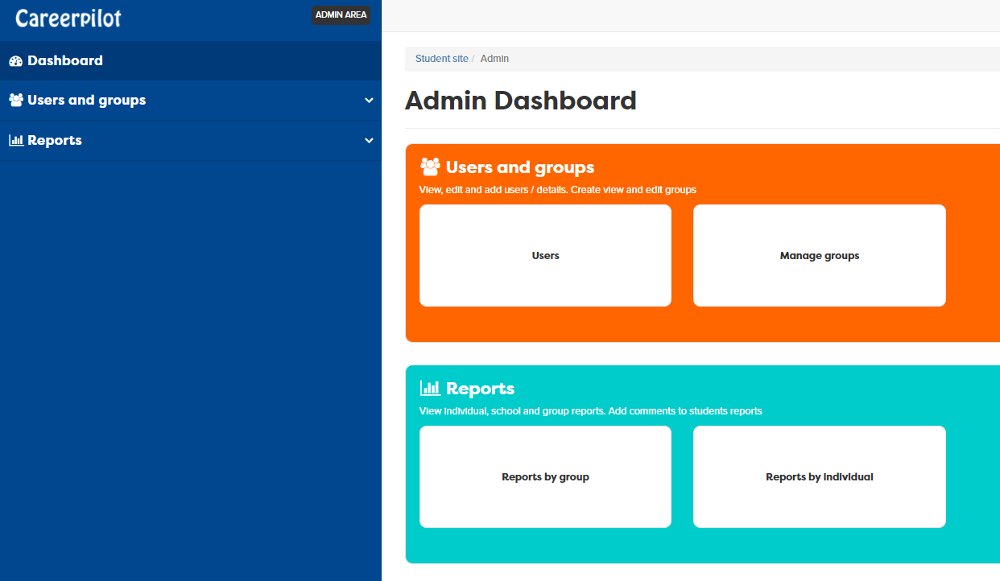 Careerpilot
ADMIN AREA
Dashboard
Users and groups
Reports
Student site / Admin
Admin Dashboard
Users and groups
View, edit and add users / details. Create view and edit groups
Users
Manage groups
Reports
View individual, school and group reports. Add comments to students reports
Reports by group
Reports by individual